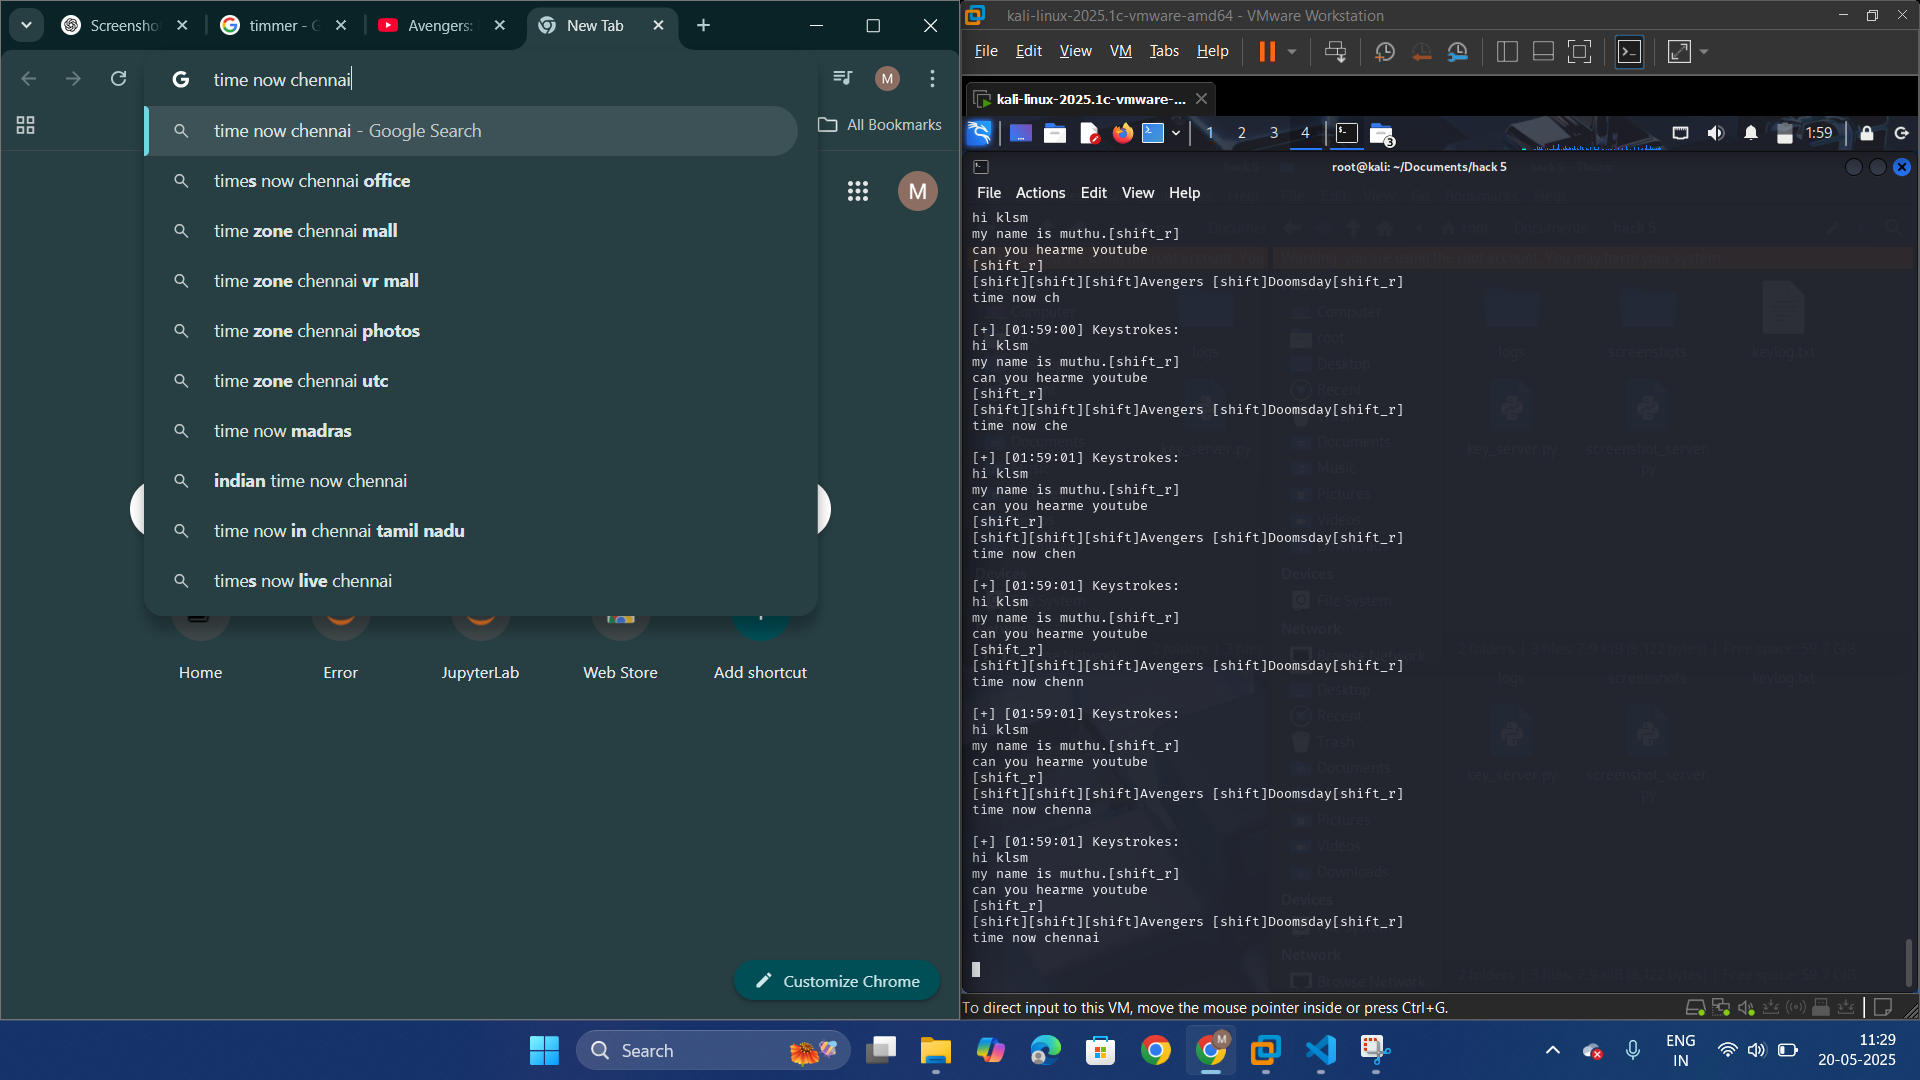 Screensho
timmer - G
Avengers:
New Tab
time now chennai
All Bookmarks
time now chennai - Google Search
times now chennai office
time zone chennai mall
time zone chennai vr mall
time zone chennai photos
time zone chennai utc
time now madras
indian time now chennai
time now in chennai tamil nadu
times now live chennai
M
M
Home
Error
JupyterLab
Web Store
Add shortcut
Customize Chrome
kali-linux-2025.1c-vmware-amd64 - VMware Workstation
File Edit View VM Tabs Help
kali-linux-2025.1c-vmware-...
1 2 3 4
3
1:59
root@kali: ~/Documents/hack 5
File Actions Edit View Help
hi klsm
my name is muthu.[shift_r]
can you hearme youtube
[shift_r]
[shift][shift][shift]Avengers [shift]Doomsday[shift_r]
time now ch
[+] [01:59:00] Keystrokes:
hi klsm
my name is muthu.[shift_r]
can you hearme youtube
[shift_r]
[shift][shift][shift]Avengers [shift]Doomsday[shift_r]
time now che
[+] [01:59:01] Keystrokes:
hi klsm
my name is muthu.[shift_r]
can you hearme youtube
[shift_r]
[shift][shift][shift]Avengers [shift]Doomsday[shift_r]
time now chen
[+] [01:59:01] Keystrokes:
hi klsm
my name is muthu.[shift_r]
can you hearme youtube
[shift_r]
[shift][shift][shift]Avengers [shift]Doomsday[shift_r]
time now chenn
[+] [01:59:01] Keystrokes:
hi klsm
my name is muthu.[shift_r]
can you hearme youtube
[shift_r]
[shift][shift][shift]Avengers [shift]Doomsday[shift_r]
time now chenna
[+] [01:59:01] Keystrokes:
hi klsm
my name is muthu.[shift_r]
can you hearme youtube
[shift_r]
[shift][shift][shift]Avengers [shift]Doomsday[shift_r]
time now chennai
To direct input to this VM, move the mouse pointer inside or press Ctrl+G.
Search
M
ENG
IN
11:29
20-05-2025